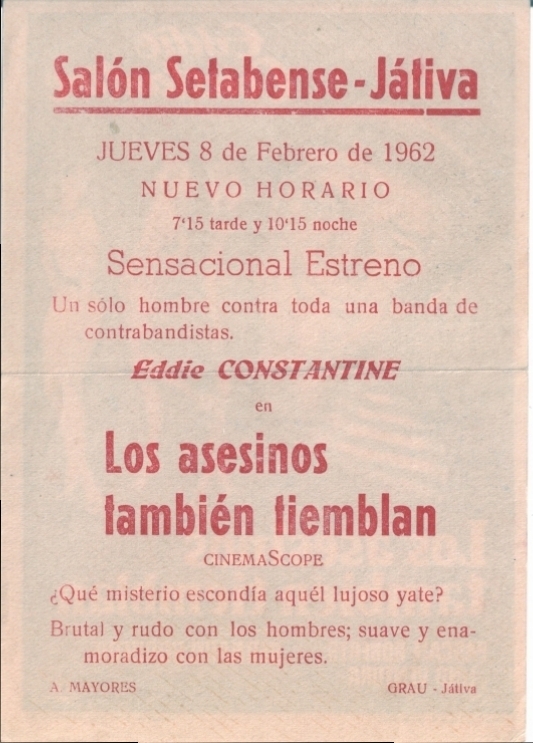 Salón Setabense - Játiva
JUEVES 8 de Febrero de 1962
NUEVO HORARIO
7'15 tarde y 10'15 noche
Sensacional Estreno
Un sólo hombre contra toda una banda de
contrabandistas.
Eddie CONSTANTINE
en
Los asesinos
también tiemblan
CINEMASCOPE
¿Qué misterio escondía aquél lujoso yate?
Brutal y rudo con los hombres; suave y ena-
moradizo con las mujeres.
A. MAYORES
GRAU - Játiva